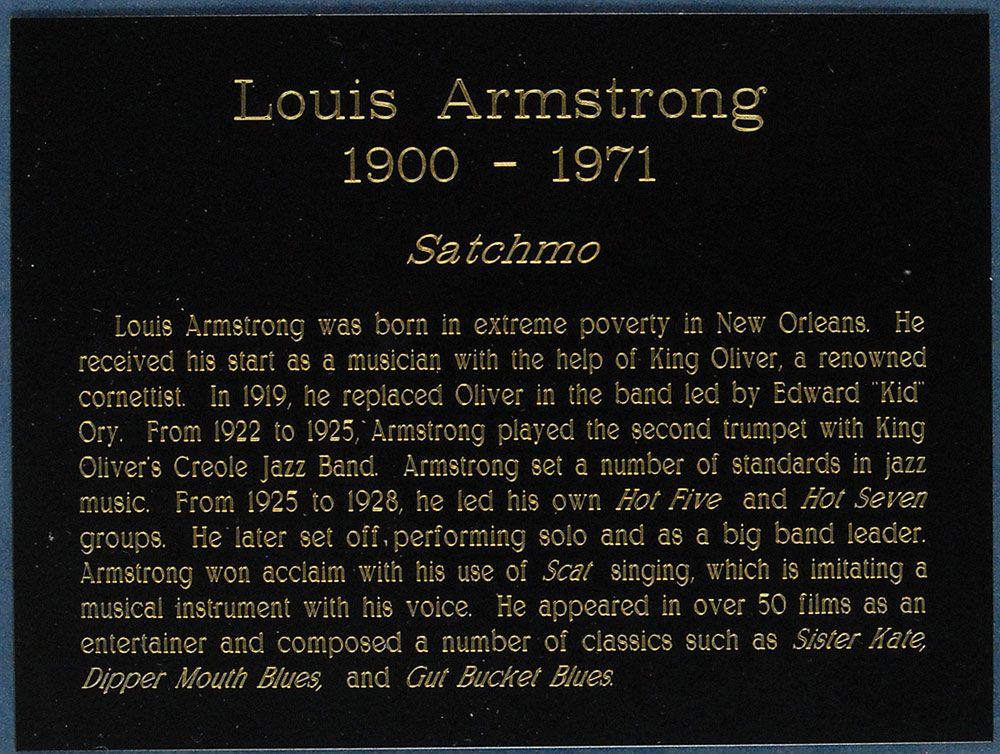 Louis Armstrong
1900 - 1971
Satchmo
Louis Armstrong was born in extreme poverty in New Orleans. He
received his start as a musician with the help of King Oliver, a renowned
cornettist. In 1919, he replaced Oliver in the band led by Edward "Kid"
Ory. From 1922 to 1925, Armstrong played the second trumpet with King
Oliver's Creole Jazz Band. Armstrong set a number of standards in jazz
music. From 1925 to 1928, he led his own Hot Five and Hot Seven
groups. He later set off, performing solo and as a big band leader.
Armstrong won acclaim with his use of Scat singing, which is imitating a
musical instrument with his voice. He appeared in over 50 films as an
entertainer and composed a number of classics such as Sister Kate,
Dipper Mouth Blues, and Gut Bucket Blues.